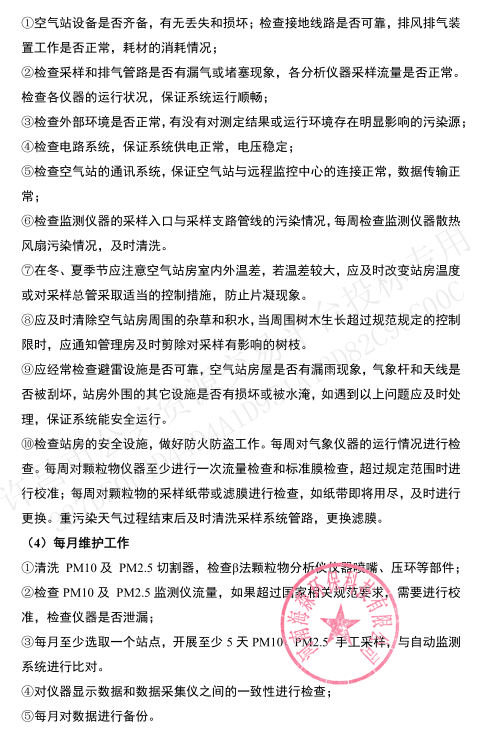 ①空气站设备是否齐备，有无丢失和损坏；检查接地线路是否可靠，排风排气装
置工作是否正常，耗材的消耗情况；
②检查采样和排气管路是否有漏气或堵塞现象，各分析仪器采样流量是否正常。
检查各仪器的运行状况，保证系统运行顺畅；
③检查外部环境是否正常，有没有对测定结果或运行环境存在明显影响的污染源；
④检查电路系统，保证系统供电正常，电压稳定；
⑤检查空气站的通讯系统，保证空气站与远程监控中心的连接正常，数据传输正
常；
⑥检查监测仪器的采样入口与采样支路管线的污染情况，每周检查监测仪器散热
风扇污染情况，及时清洗。
⑦在冬、夏季节应注意空气站房室内外温差，若温差较大，应及时改变站房温度
或对采样总管采取适当的控制措施，防止片凝现象。
⑧应及时清除空气站房周围的杂草和积水，当周围树木生长超过规范规定的控制
限时，应通知管理房及时剪除对采样有影响的树枝。
⑨应经常检查避雷设施是否可靠，空气站房屋是否有漏雨现象，气象杆和天线是
否被刮坏，站房外围的其它设施是否有损坏或被水淹，如遇到以上问题应及时处
理，保证系统能安全运行。
⑩检查站房的安全设施，做好防火防盗工作。每周对气象仪器的运行情况进行检
查。每周对颗粒物仪器至少进行一次流量检查和标准膜检查，超过规定范围时进
行校准；每周对颗粒物的采样纸带或滤膜进行检查，如纸带即将用尽，及时进行
更换。重污染天气过程结束后及时清洗采样系统管路，更换滤膜。
（4）每月维护工作
①清洗 PM10 及 PM2.5 切割器，检查β法颗粒物分析仪仪器喷嘴、压环等部件；
②检查 PM10 及 PM2.5 监测仪流量，如果超过国家相关规范要求，需要进行校
准，检查仪器是否泄漏；
③每月至少选取一个站点，开展至少 5 天 PM10、PM2.5 手工采样，与自动监测
系统进行比对。
④对仪器显示数据和数据采集仪之间的一致性进行检查；
⑤每月对数据进行备份。